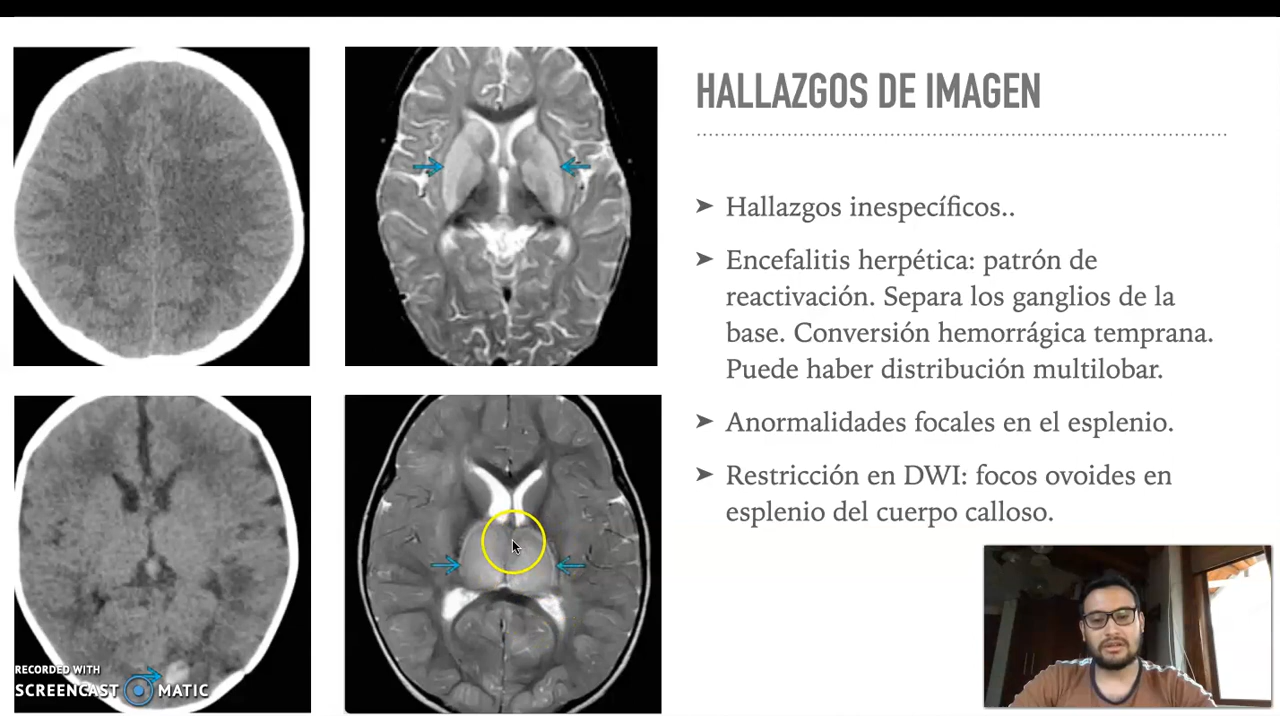 HALLAZGOS DE IMAGEN
➤ Hallazgos inespecíficos..
➤ Encefalitis herpética: patrón de
reactivación. Separa los ganglios de la
base. Conversión hemorrágica temprana.
Puede haber distribución multilobar.
➤ Anormalidades focales en el esplenio.
➤ Restricción en DWI: focos ovoides en
esplenio del cuerpo calloso.
RECORDED WITH
SCREENCAST MATIC